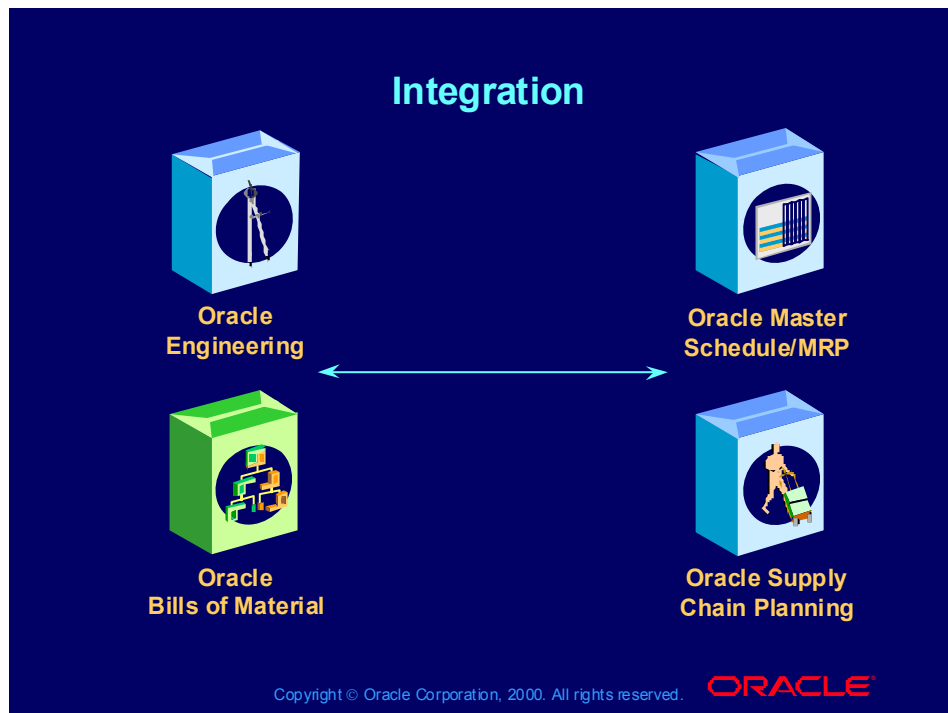 Integration
Oracle
Engineering
Oracle Master
Schedule/MRP
Oracle
Bills of Material
Oracle Supply
Chain Planning
Copyright © Oracle Corporation, 2000. All rights reserved.
ORACLE®